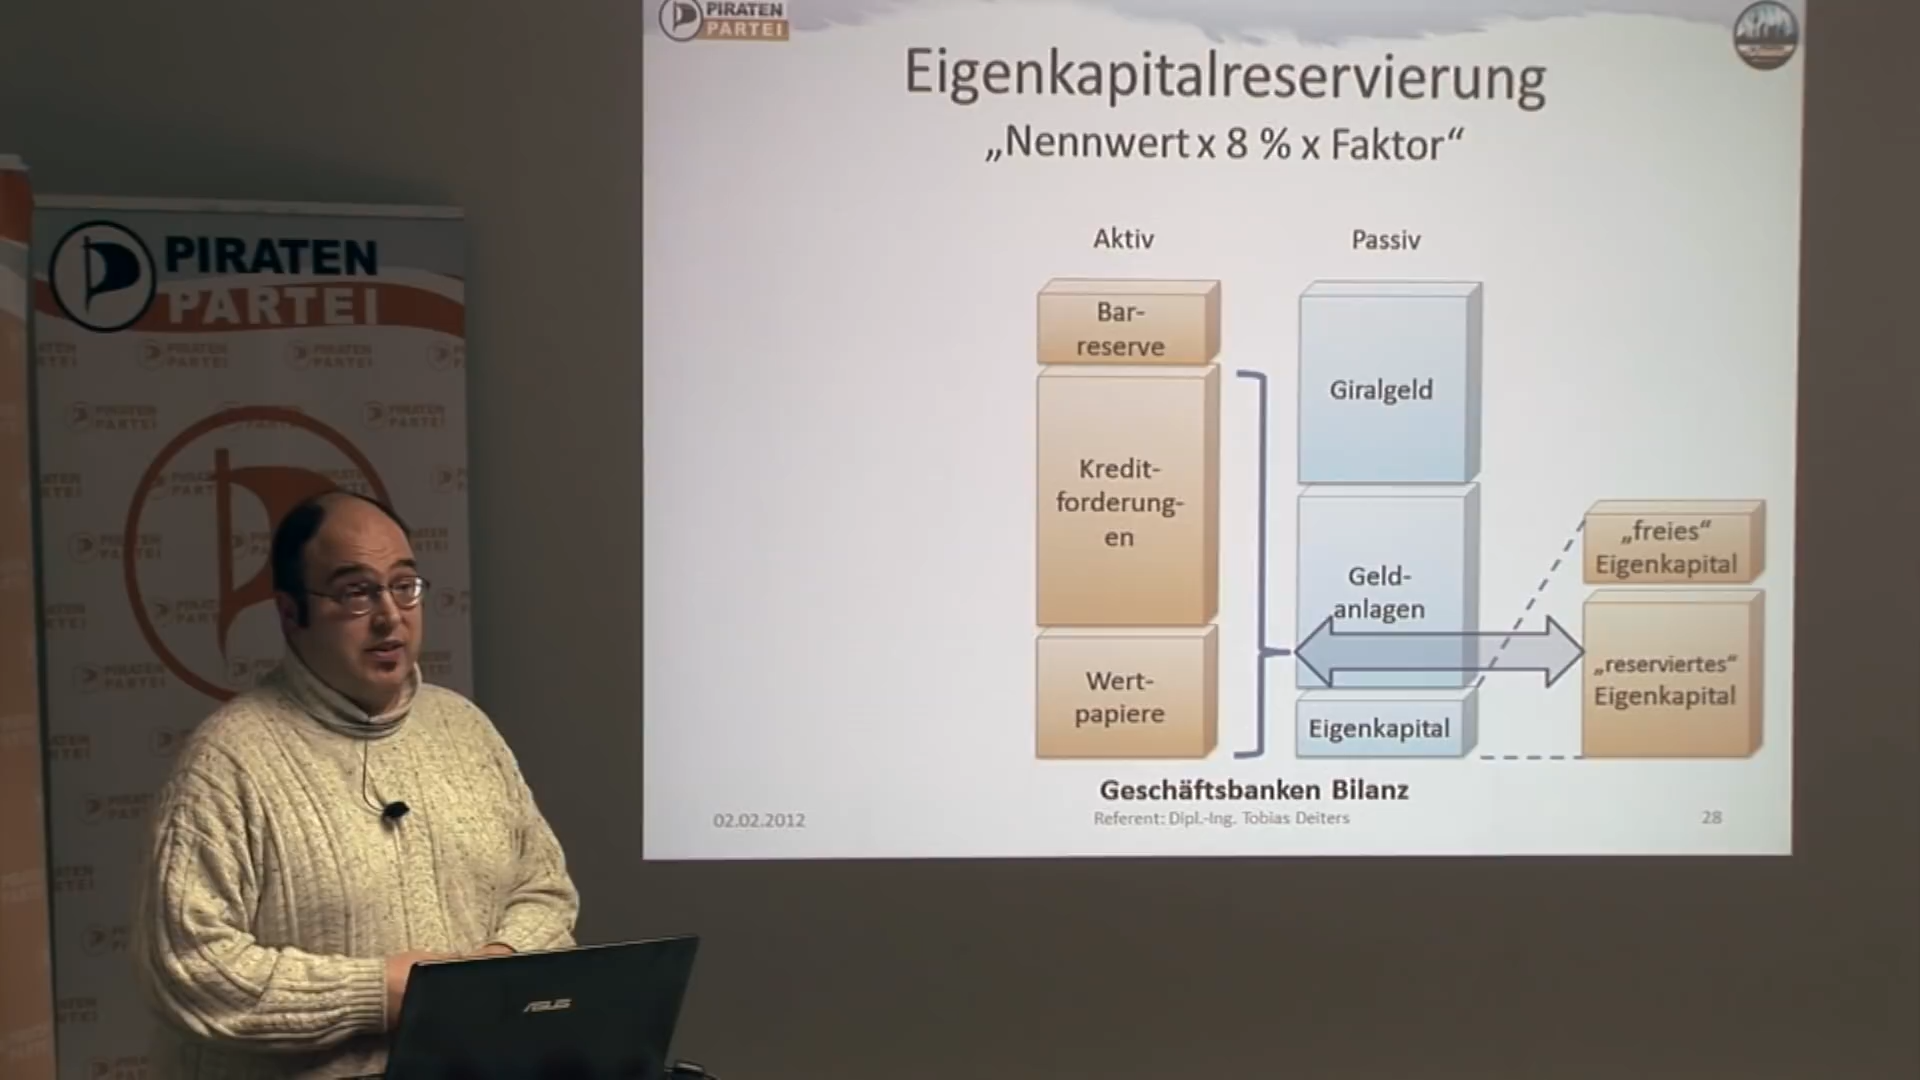 PIRATEN
PARTEI
Eigenkapitalreservierung
„Nennwert x 8 % x Faktor“
Aktiv
Passiv
Bar-
reserve
Kredit-
forderung-
en
Wert-
papiere
Giralgeld
Geld-
anlagen
Eigenkapital
„freies“
Eigenkapital
„reserviertes“
Eigenkapital
Geschäftsbanken Bilanz
02.02.2012
Referent: Dipl.-Ing. Tobias Deiters
28
PIRATEN
PARTEI
ASUS